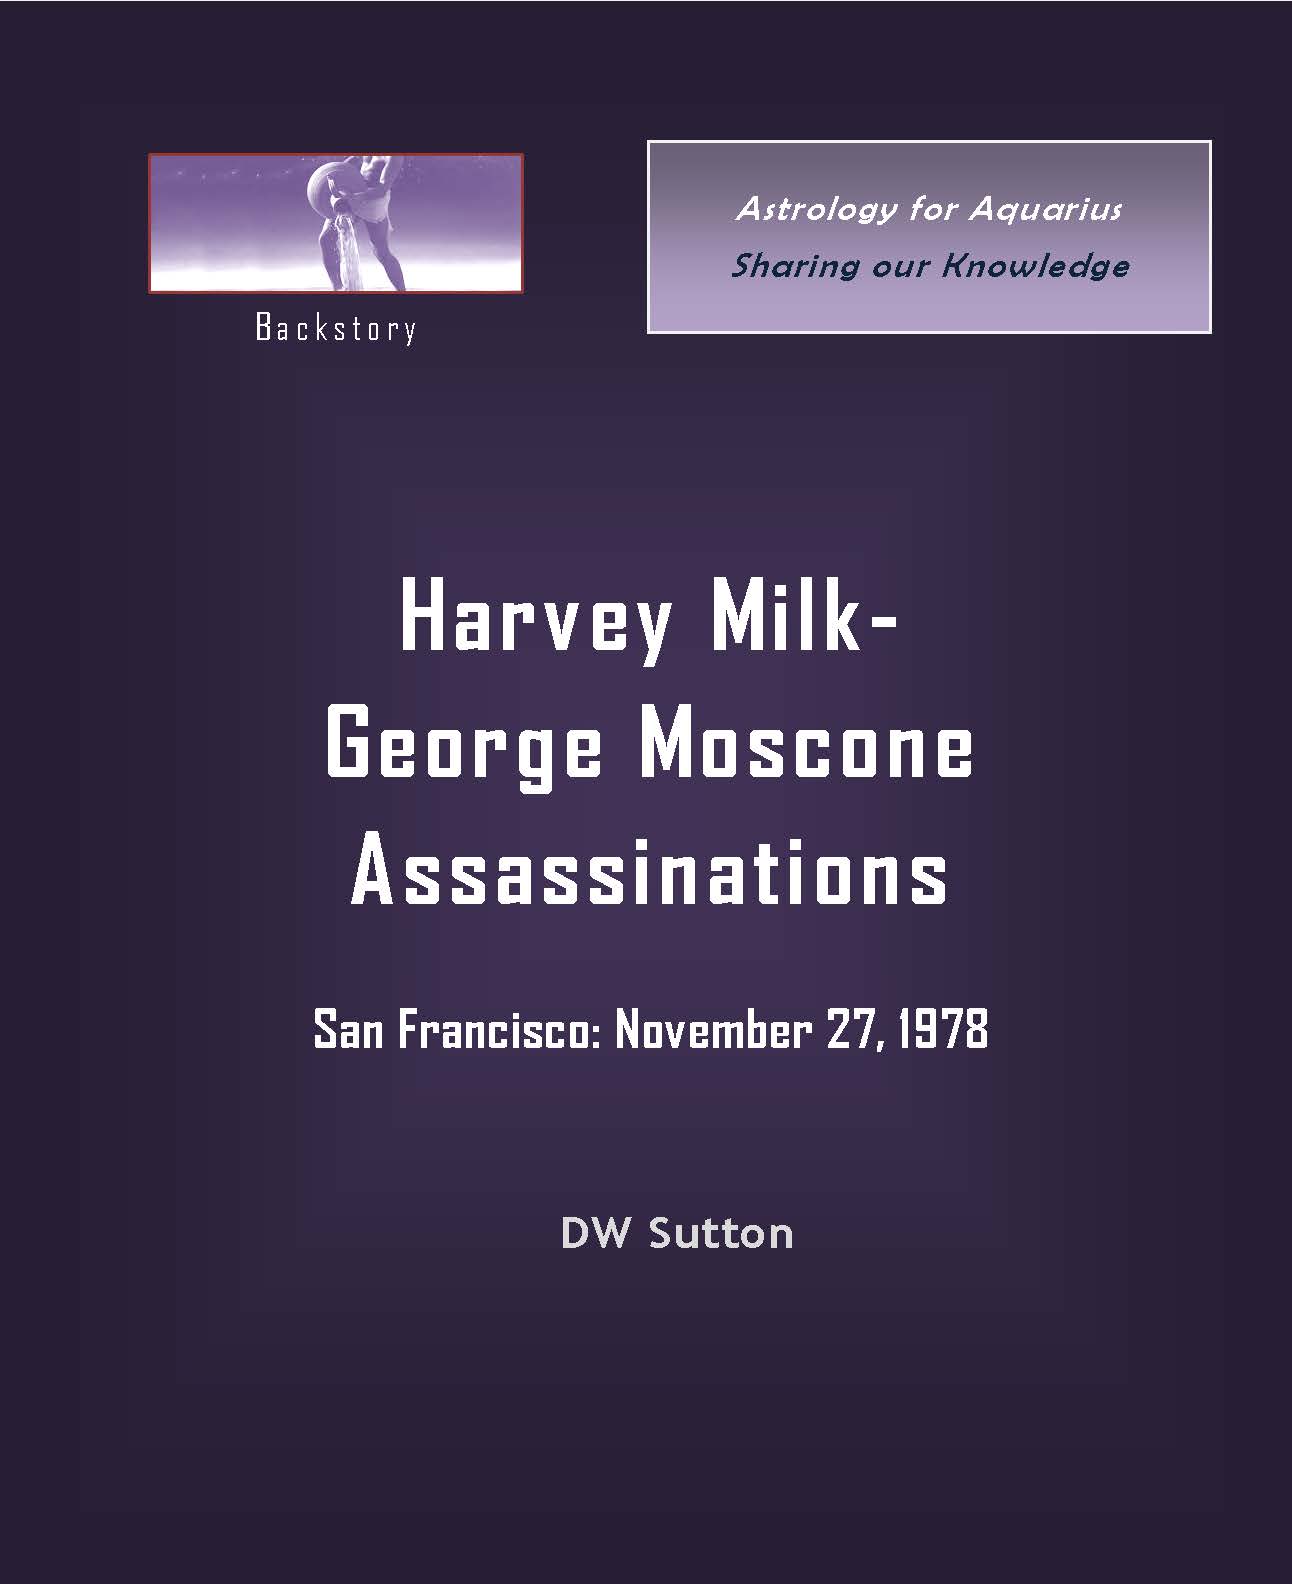 Astrology for Aquarius
Sharing our Knowledge
Backstory
Harvey Milk-
George Moscone
Assassinations
San Francisco: November 27, 1978
DW Sutton